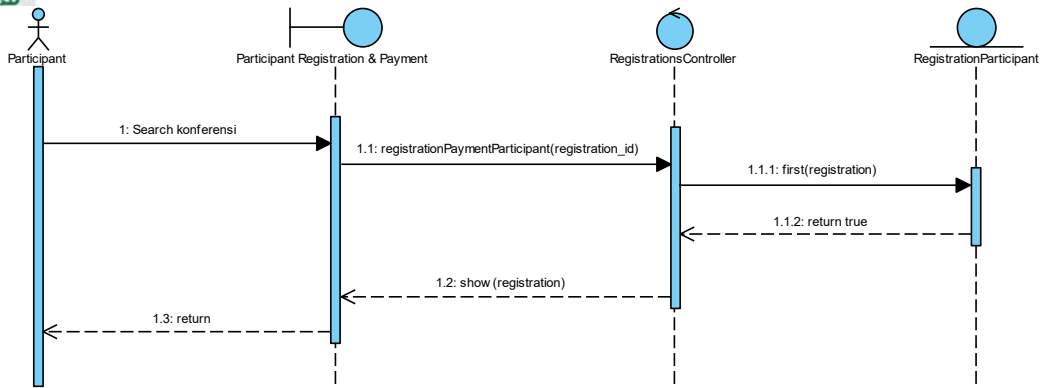 Participant
Participant Registration & Payment
RegistrationsController
RegistrationParticipant
1: Search konferensi
1.1: registrationPaymentParticipant(registration_id)
1.1.1: first(registration)
1.1.2: return true
1.2: show (registration)
1.3: return